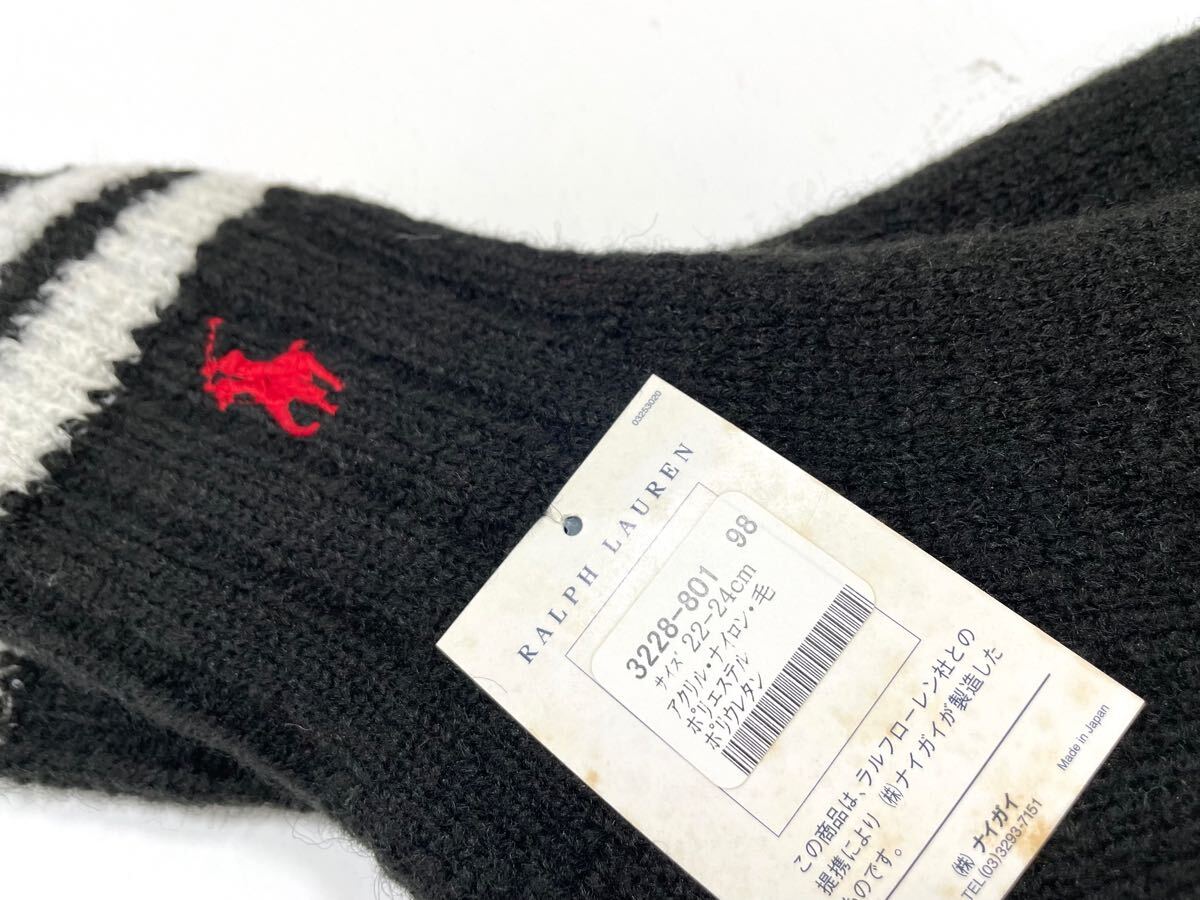 03253020
RALPH LAUREN
3228-801 98
サイズ 22-24cm
アクリル・ナイロン・毛
ポリエステル
ポリウレタン
この商品は、ラルフローレン社との
提携により(株)ナイガイが製造した
ものです。
(株)ナイガイ
TEL(03)3293-7151
Made in Japan